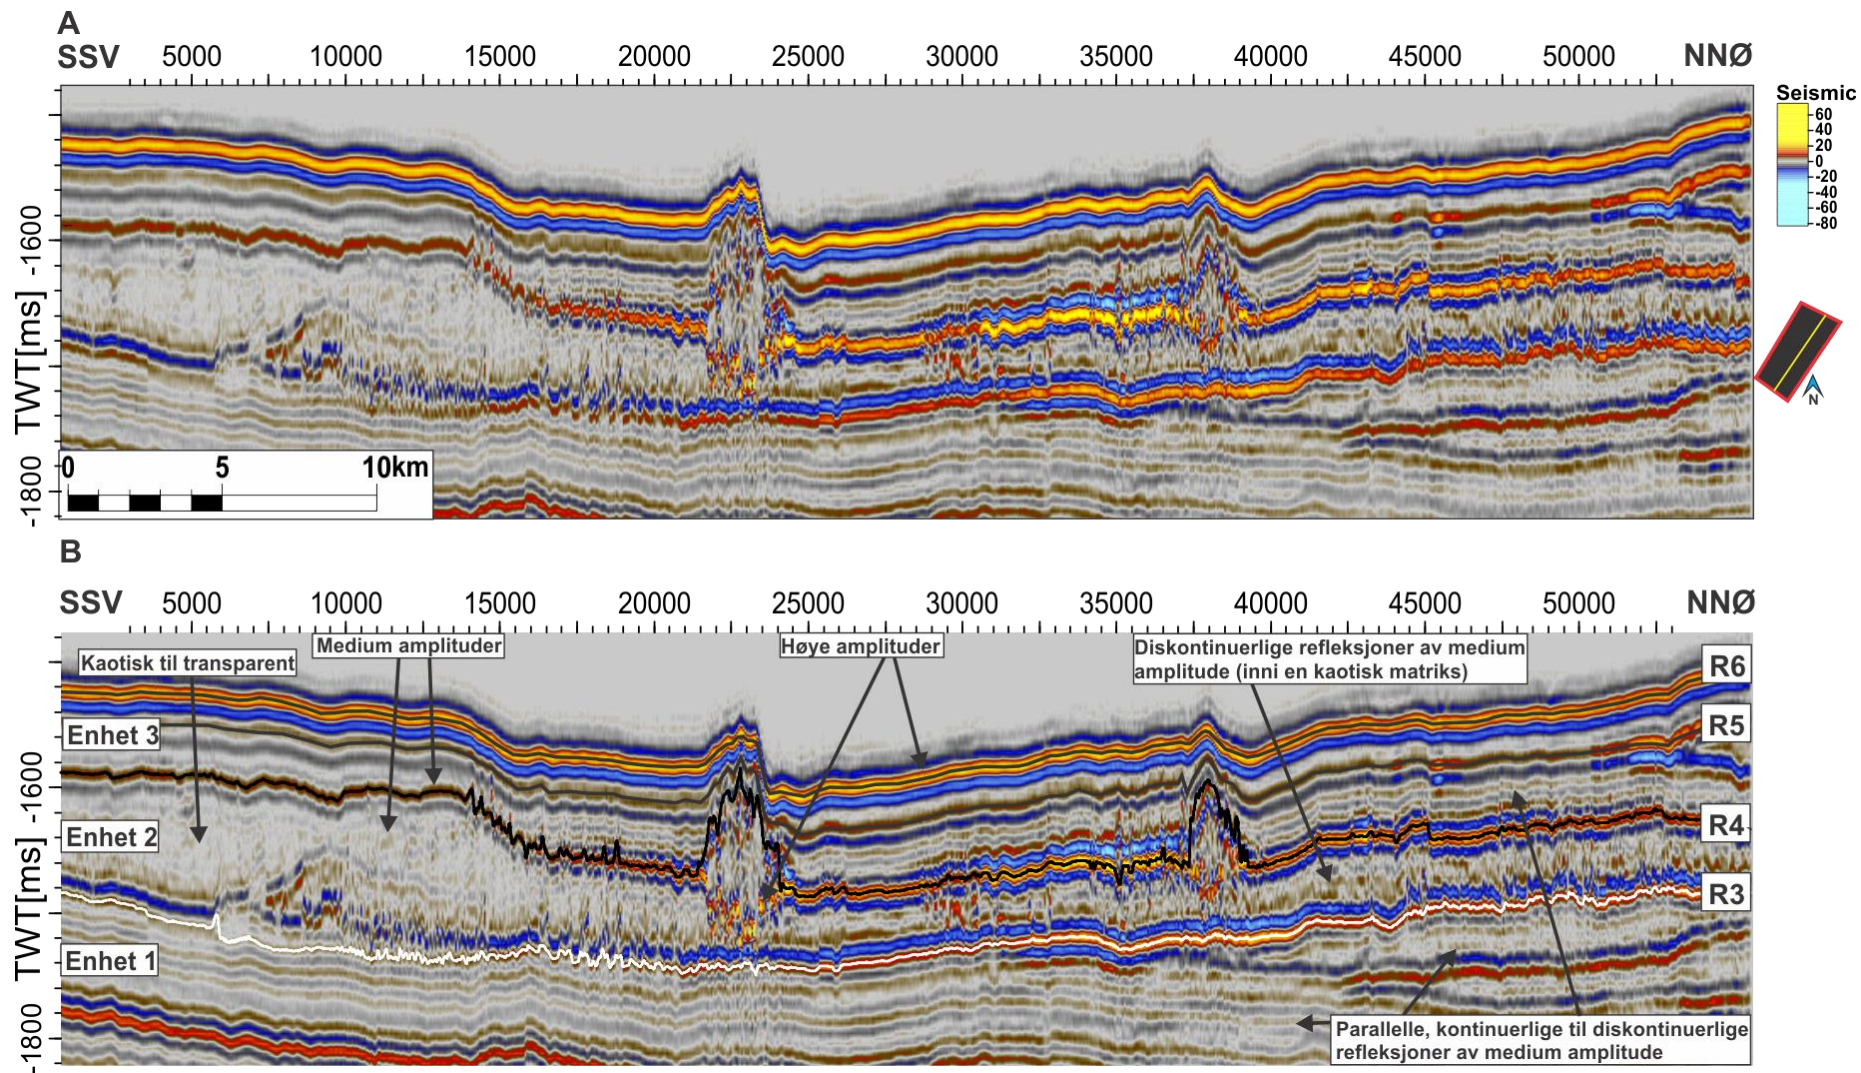 A
SSV 5000 10000 15000 20000 25000 30000 35000 40000 45000 50000 NNØ
Seismic
60
40
20
0
-20
-40
-60
-80
TWT[ms]
-1600
-1800
0 5 10km
N
B
SSV 5000 10000 15000 20000 25000 30000 35000 40000 45000 50000 NNØ
Kaotisk til transparent
Medium amplituder
Høye amplituder
Diskontinuerlige refleksjoner av medium
amplitude (inni en kaotisk matriks)
R6
R5
R4
R3
Enhet 3
Enhet 2
Enhet 1
TWT[ms]
-1600
-1800
Parallelle, kontinuerlige til diskontinuerlige
refleksjoner av medium amplitude